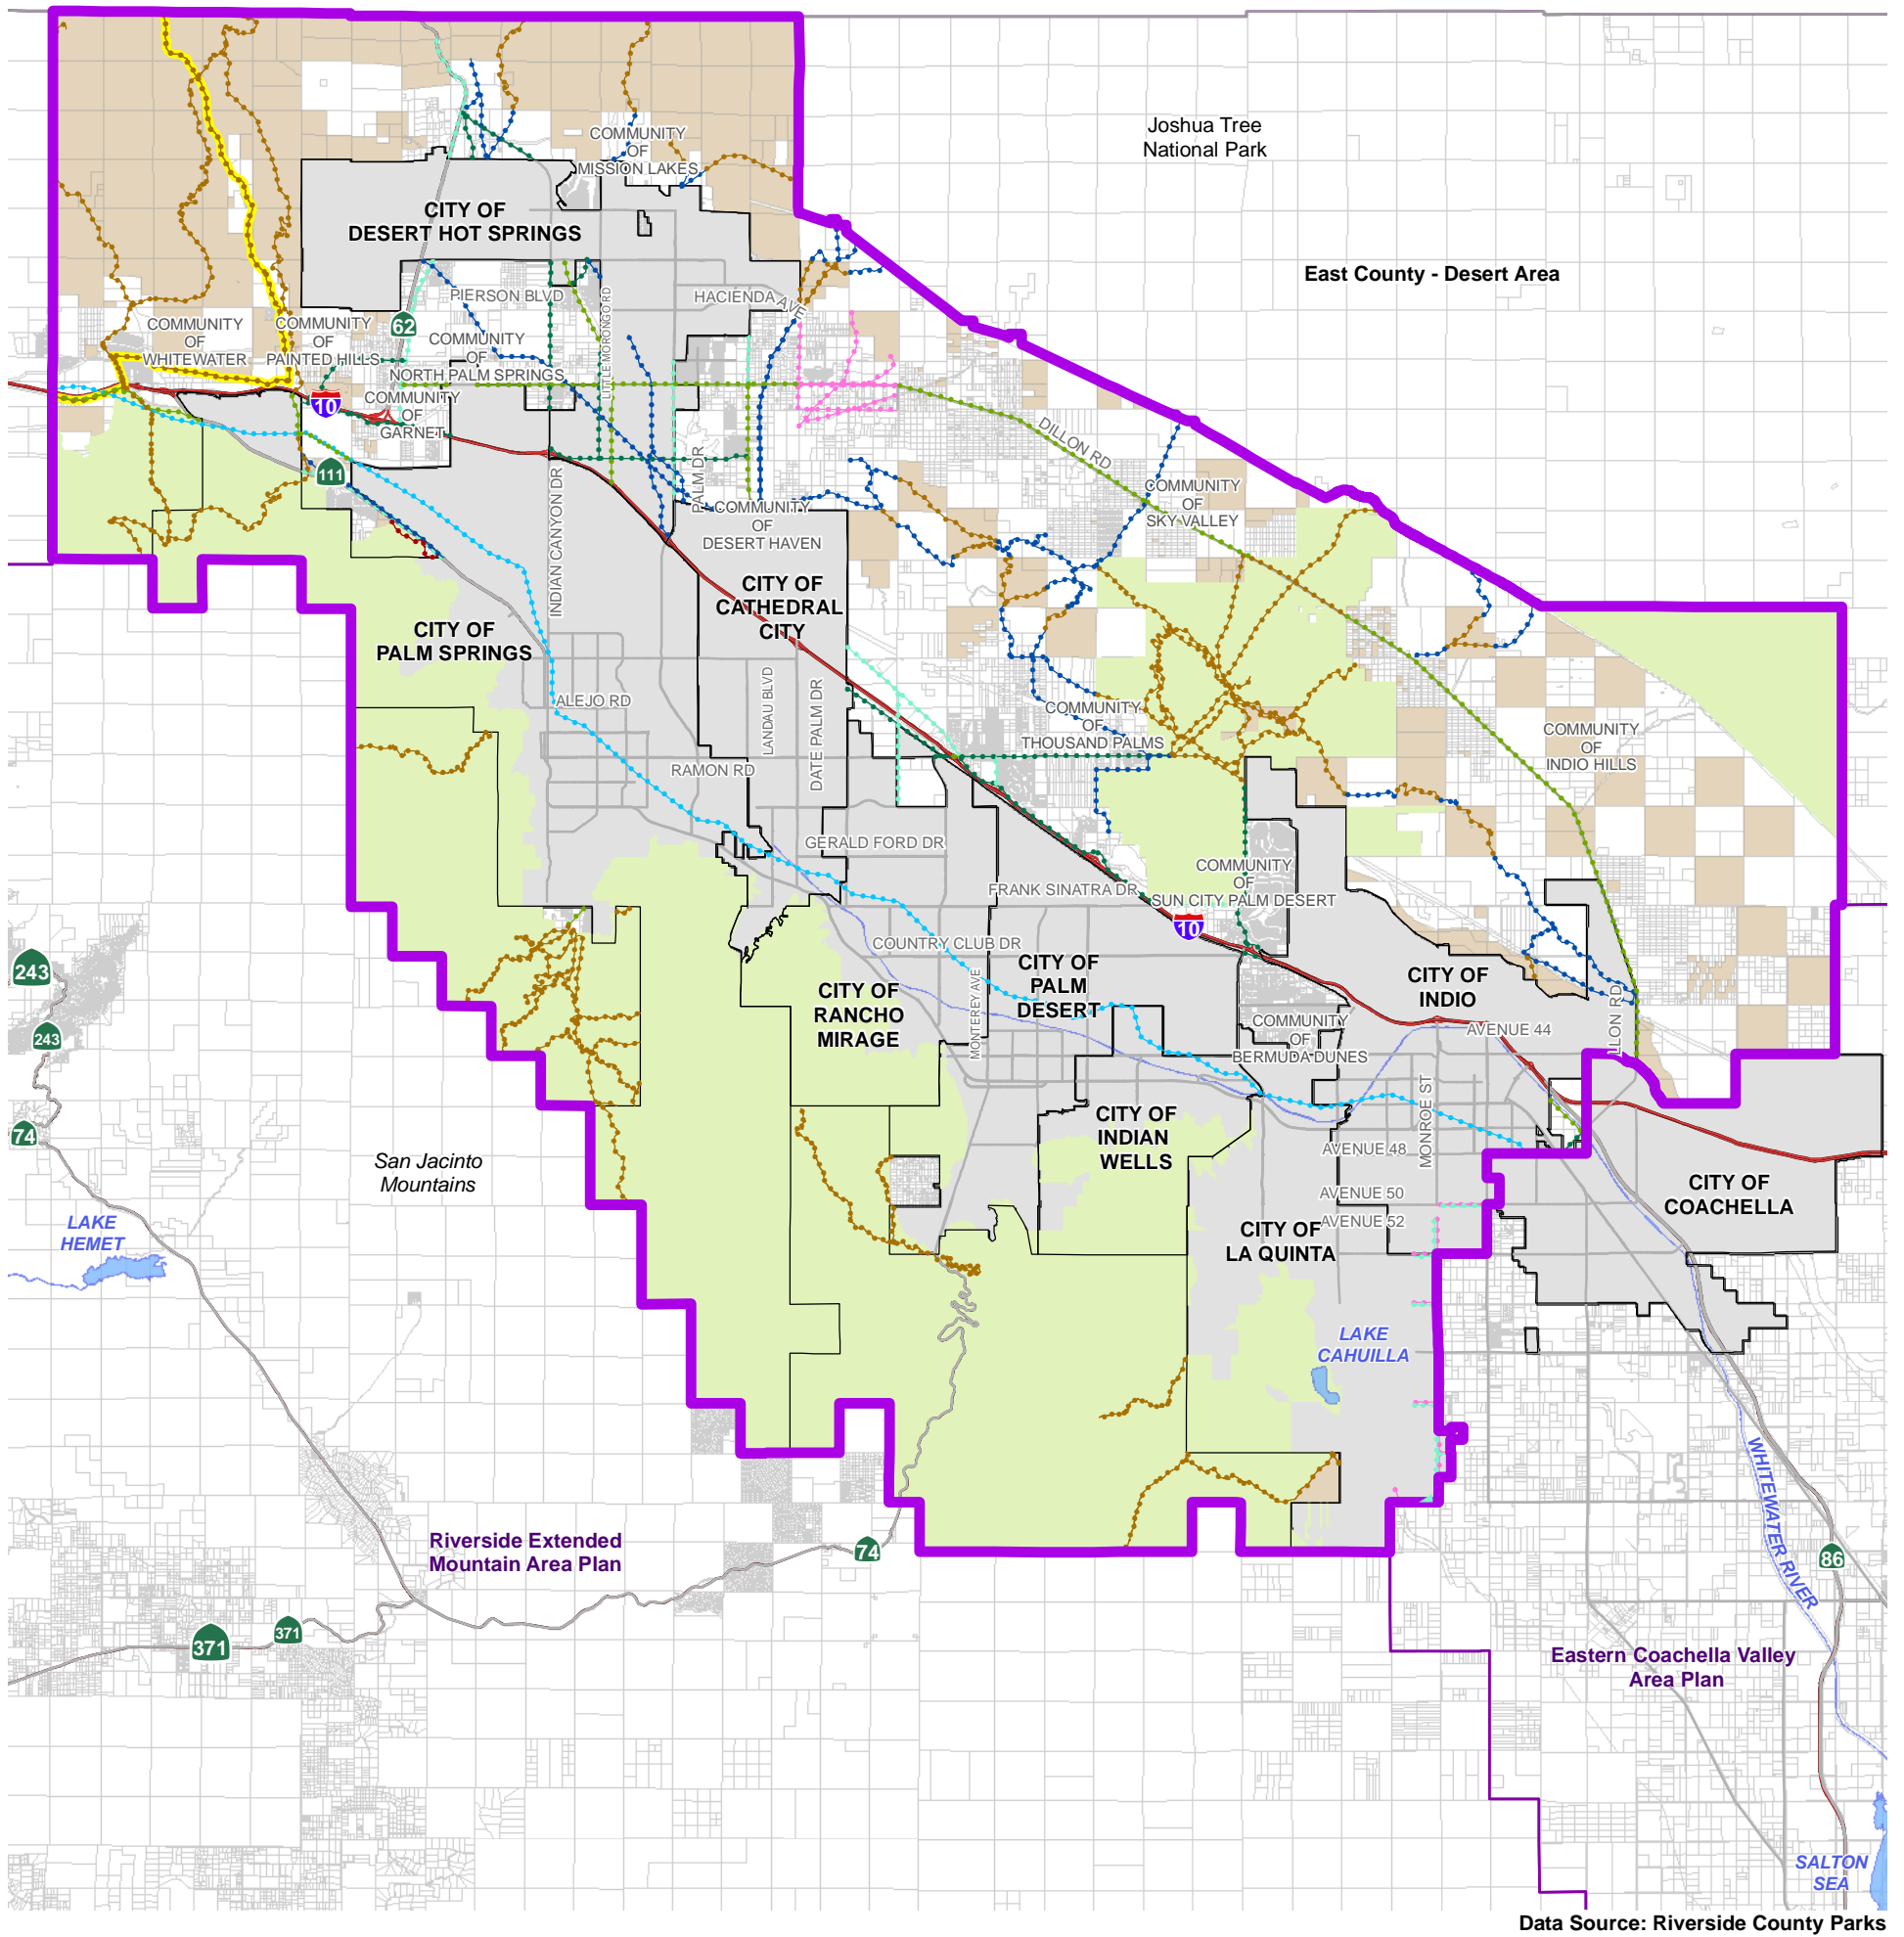 Joshua Tree
National Park
COMMUNITY
OF
MISSION LAKES
CITY OF
DESERT HOT SPRINGS
East County - Desert Area
PIERSON BLVD
LITTLE MORONGO RD
HACIENDA AVE
62
COMMUNITY
OF
WHITEWATER
COMMUNITY
OF
PAINTED HILLS
COMMUNITY
OF
NORTH PALM SPRINGS
10
COMMUNITY
OF
GARNET
DILLON RD
111
INDIAN CANYON DR
PALM DR
COMMUNITY
OF
SKY VALLEY
COMMUNITY
OF
DESERT HAVEN
CITY OF
CATHEDRAL
CITY
CITY OF
PALM SPRINGS
ALEJO RD
LANDAU BLVD
DATE PALM DR
COMMUNITY
OF
THOUSAND PALMS
COMMUNITY
OF
INDIO HILLS
RAMON RD
GERALD FORD DR
COMMUNITY
OF
SUN CITY PALM DESERT
FRANK SINATRA DR
10
COUNTRY CLUB DR
243
CITY OF
PALM
DESERT
CITY OF
INDIO
CITY OF
RANCHO
MIRAGE
MONTEREY AVE
243
COMMUNITY
OF
BERMUDA DUNES
AVENUE 44
LLON RD
74
CITY OF
INDIAN
WELLS
MONROE ST
AVENUE 48
San Jacinto
Mountains
AVENUE 50
CITY OF
COACHELLA
LAKE
HEMET
AVENUE 52
CITY OF
LA QUINTA
LAKE
CAHUILLA
WHITEWATER RIVER
Riverside Extended
Mountain Area Plan
74
86
371
371
Eastern Coachella Valley
Area Plan
SALTON
SEA
Data Source: Riverside County Parks